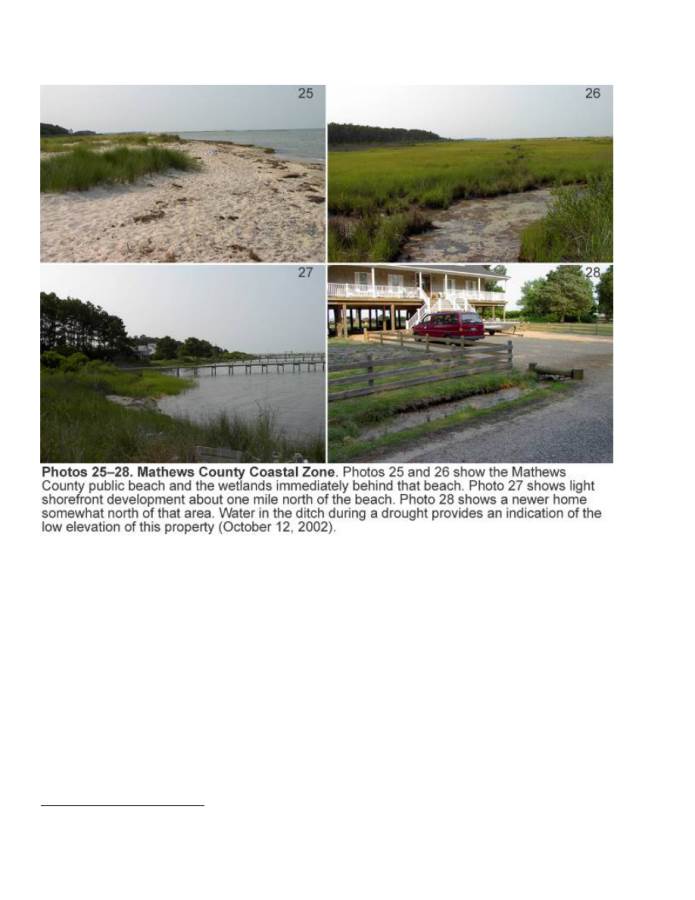 25
26
27
28
Photos 25–28. Mathews County Coastal Zone. Photos 25 and 26 show the Mathews
County public beach and the wetlands immediately behind that beach. Photo 27 shows light
shorefront development about one mile north of the beach. Photo 28 shows a newer home
somewhat north of that area. Water in the ditch during a drought provides an indication of the
low elevation of this property (October 12, 2002).